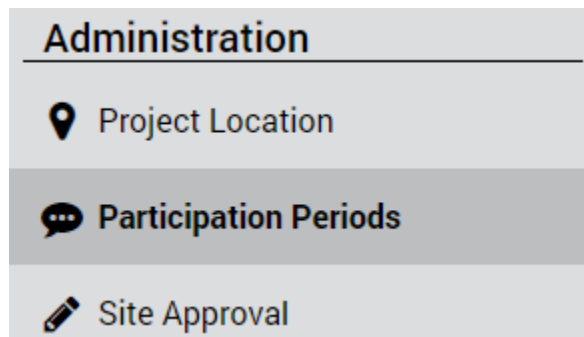 Administration
Project Location
Participation Periods
Site Approval